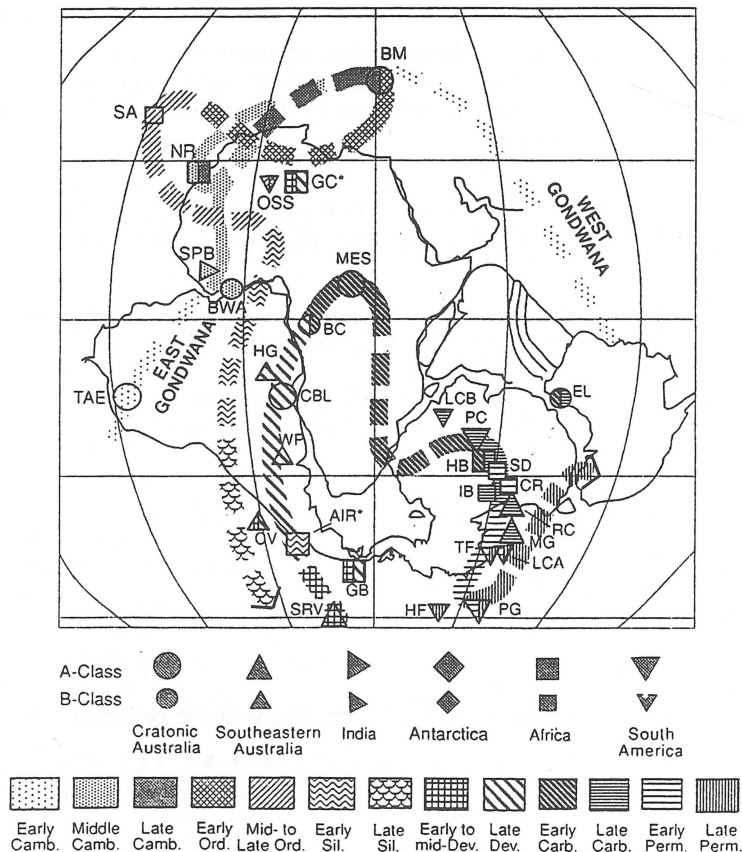 BM
SA
NR
GC*
OSS
WEST
GONDWANA
SPB
MES
BWA
BC
EAST
GONDWANA
HG
LCB
EL
TAE
CBL
PC
WP
HB
SD
IB
CR
AIR*
RC
CV
MG
TF
LCA
GB
SRV
HF
PG
A-Class
B-Class
Cratonic Southeastern India Antarctica Africa South
Australia Australia America
Early Middle Late Early Mid- to Early Late Early to Late Early Late Early Late
Camb. Camb. Camb. Ord. Late Ord. Sil. Sil. mid-Dev. Dev. Carb. Carb. Perm. Perm.